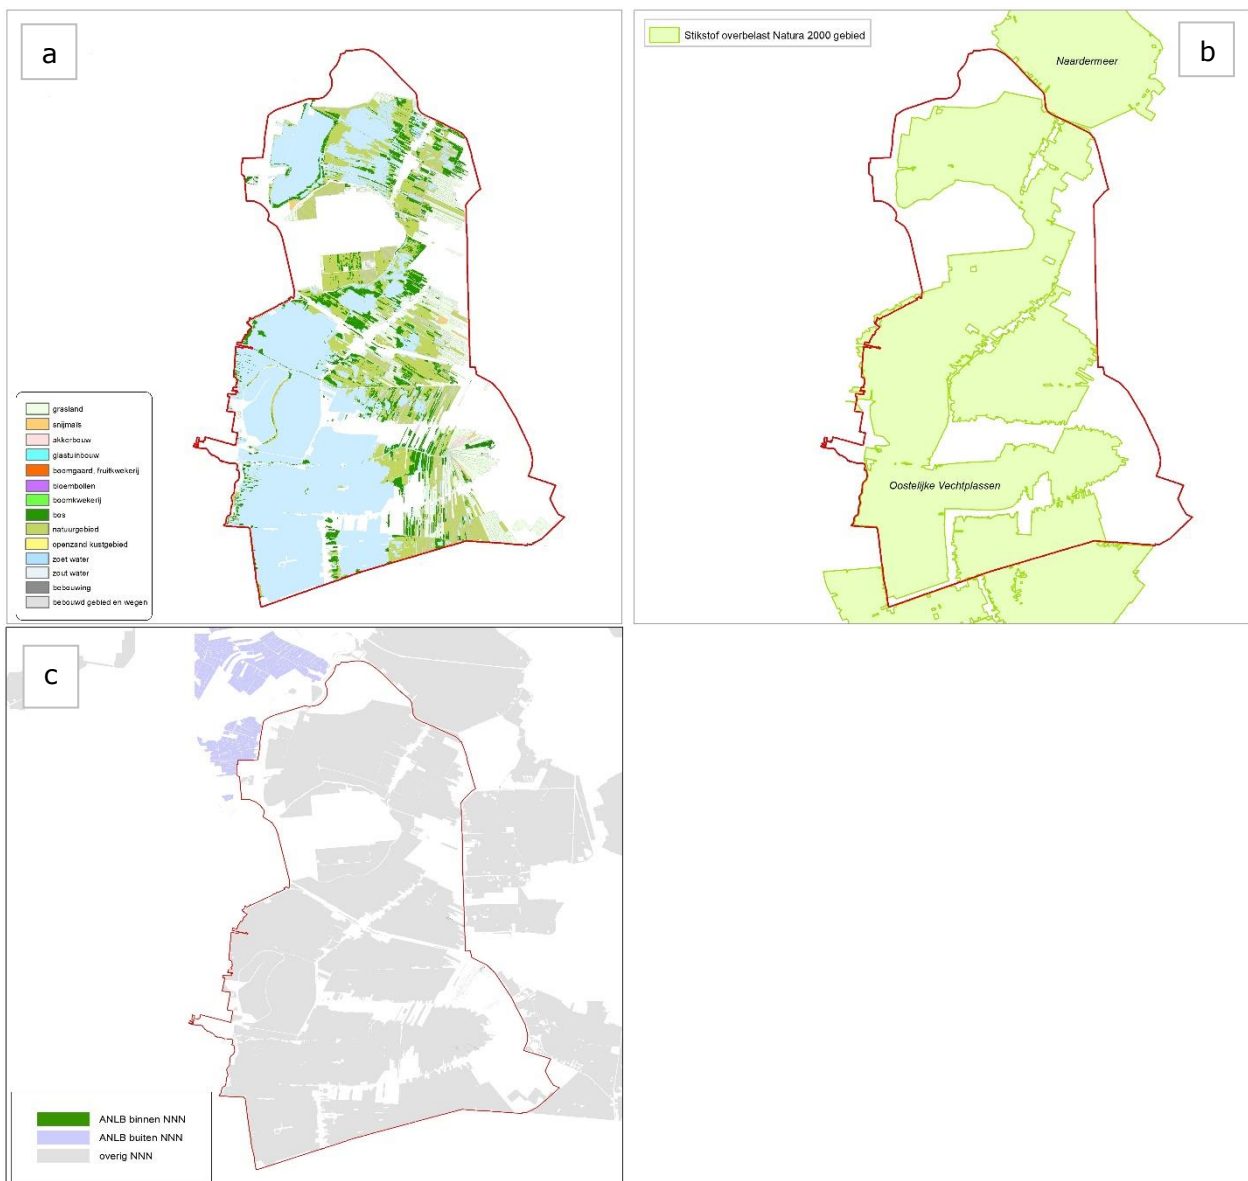 a
grasland
snijmaïs
akkerbouw
glastuinbouw
boomgaard, fruitkwekerij
bloembollen
boomkwekerij
bos
natuurgebied
openzand kustgebied
zoet water
zout water
bebouwing
bebouwd gebied en wegen
Stikstof overbelast Natura 2000 gebied
b
Naardermeer
Oostelijke Vechtplassen
c
ANLB binnen NNN
ANLB buiten NNN
overig NNN